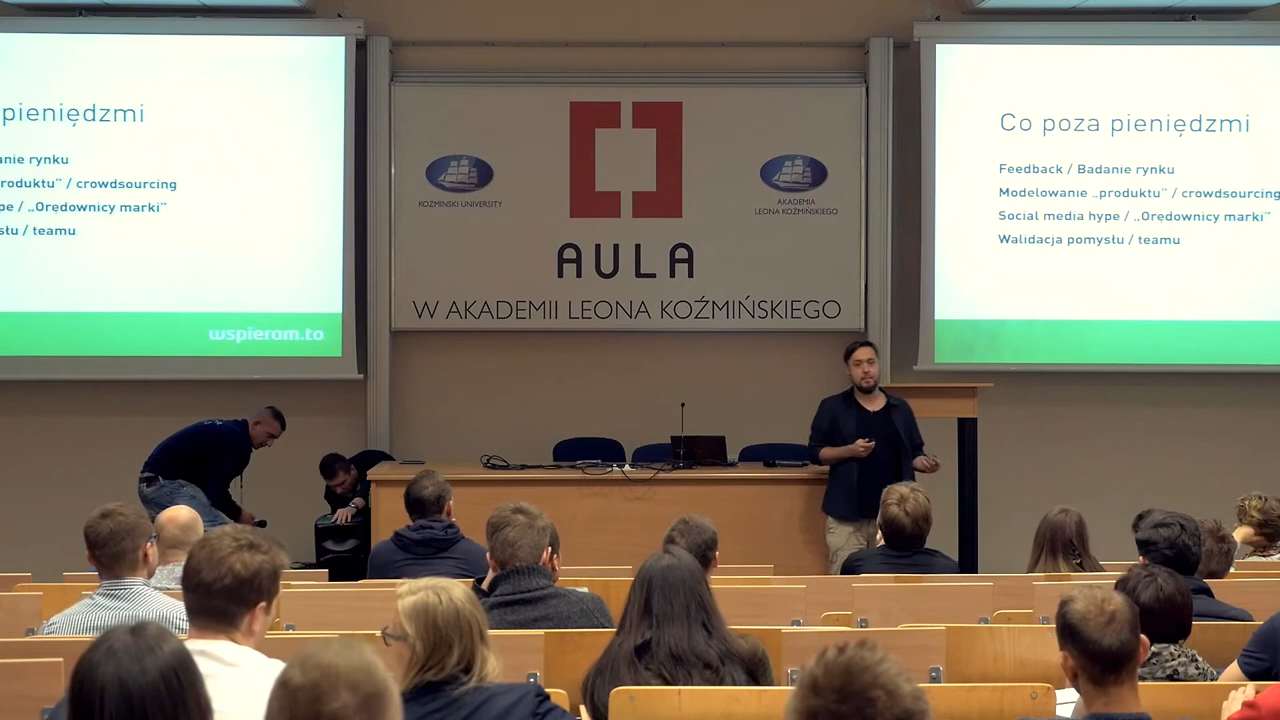 pieniędzmi
anie rynku
roduktu" / crowdsourcing
pe / „Orędownicy marki"
słu / teamu
wspieram.to
KOZMINSKI UNIVERSITY
AKADEMIA
LEONA KOŹMIŃSKIEGO
AULA
W AKADEMII LEONA KOŹMIŃSKIEGO
Co poza pieniędzmi
Feedback / Badanie rynku
Modelowanie „produktu" / crowdsourcing
Social media hype / „Orędownicy marki"
Walidacja pomysłu / teamu